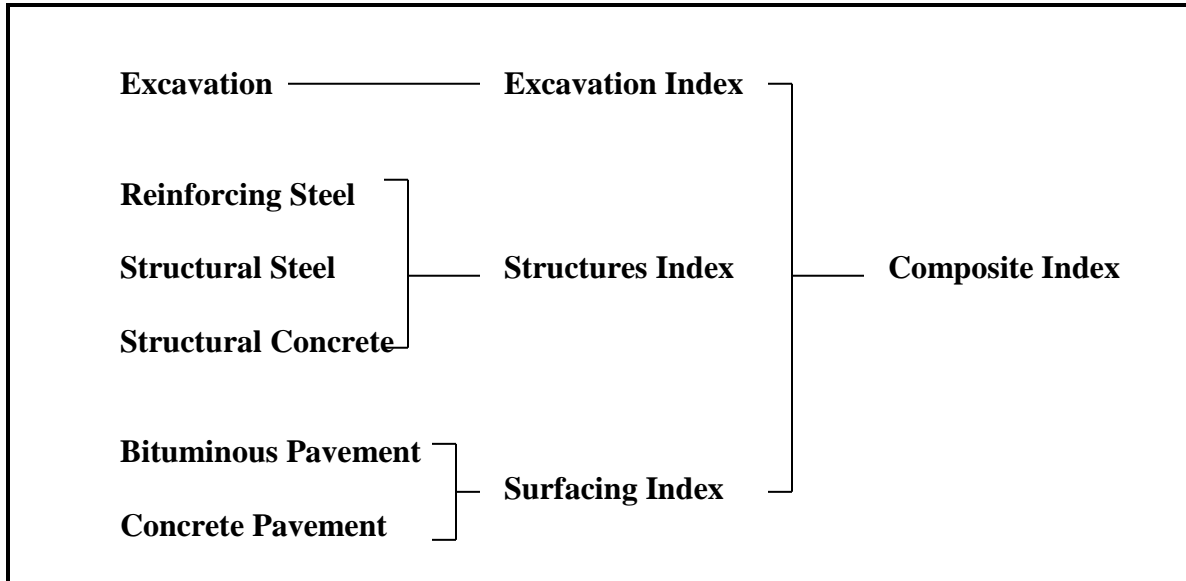 Excavation
Excavation Index
Reinforcing Steel
Structural Steel
Structures Index
Composite Index
Structural Concrete
Bituminous Pavement
Surfacing Index
Concrete Pavement